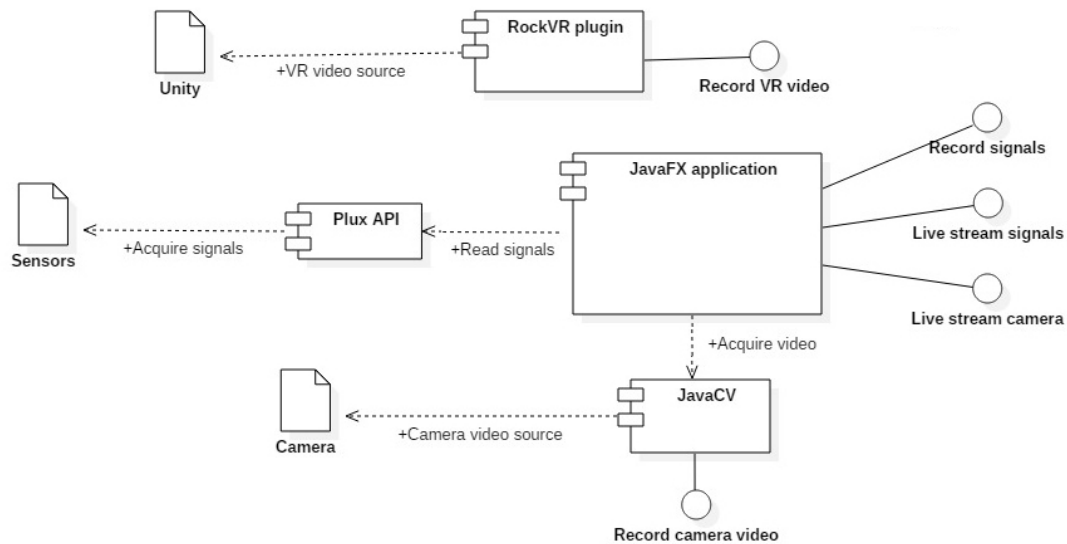 RockVR plugin
+VR video source
Unity
Record VR video
Record signals
JavaFX application
Plux API
+Acquire signals
+Read signals
Sensors
Live stream signals
Live stream camera
+Acquire video
JavaCV
+Camera video source
Camera
Record camera video